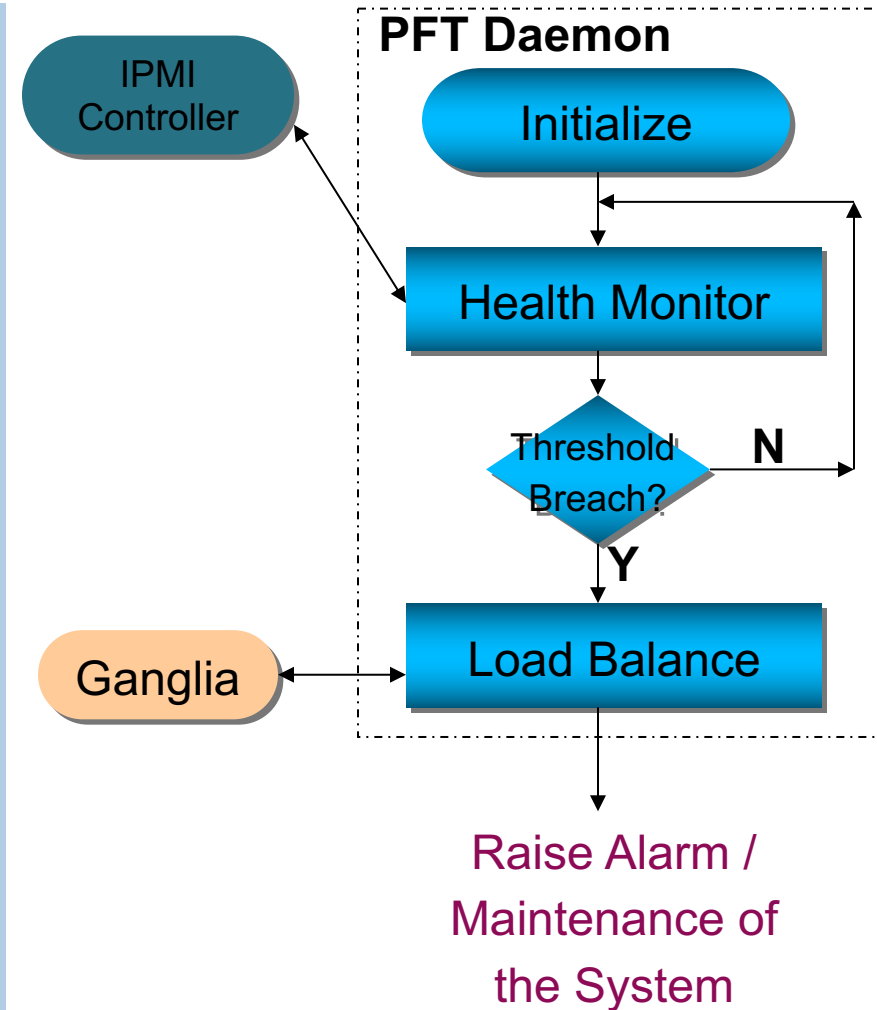 PFT Daemon
IPMI
Controller
Initialize
Health Monitor
Threshold
Breach?
N
Y
Ganglia
Load Balance
Raise Alarm /
Maintenance of
the System